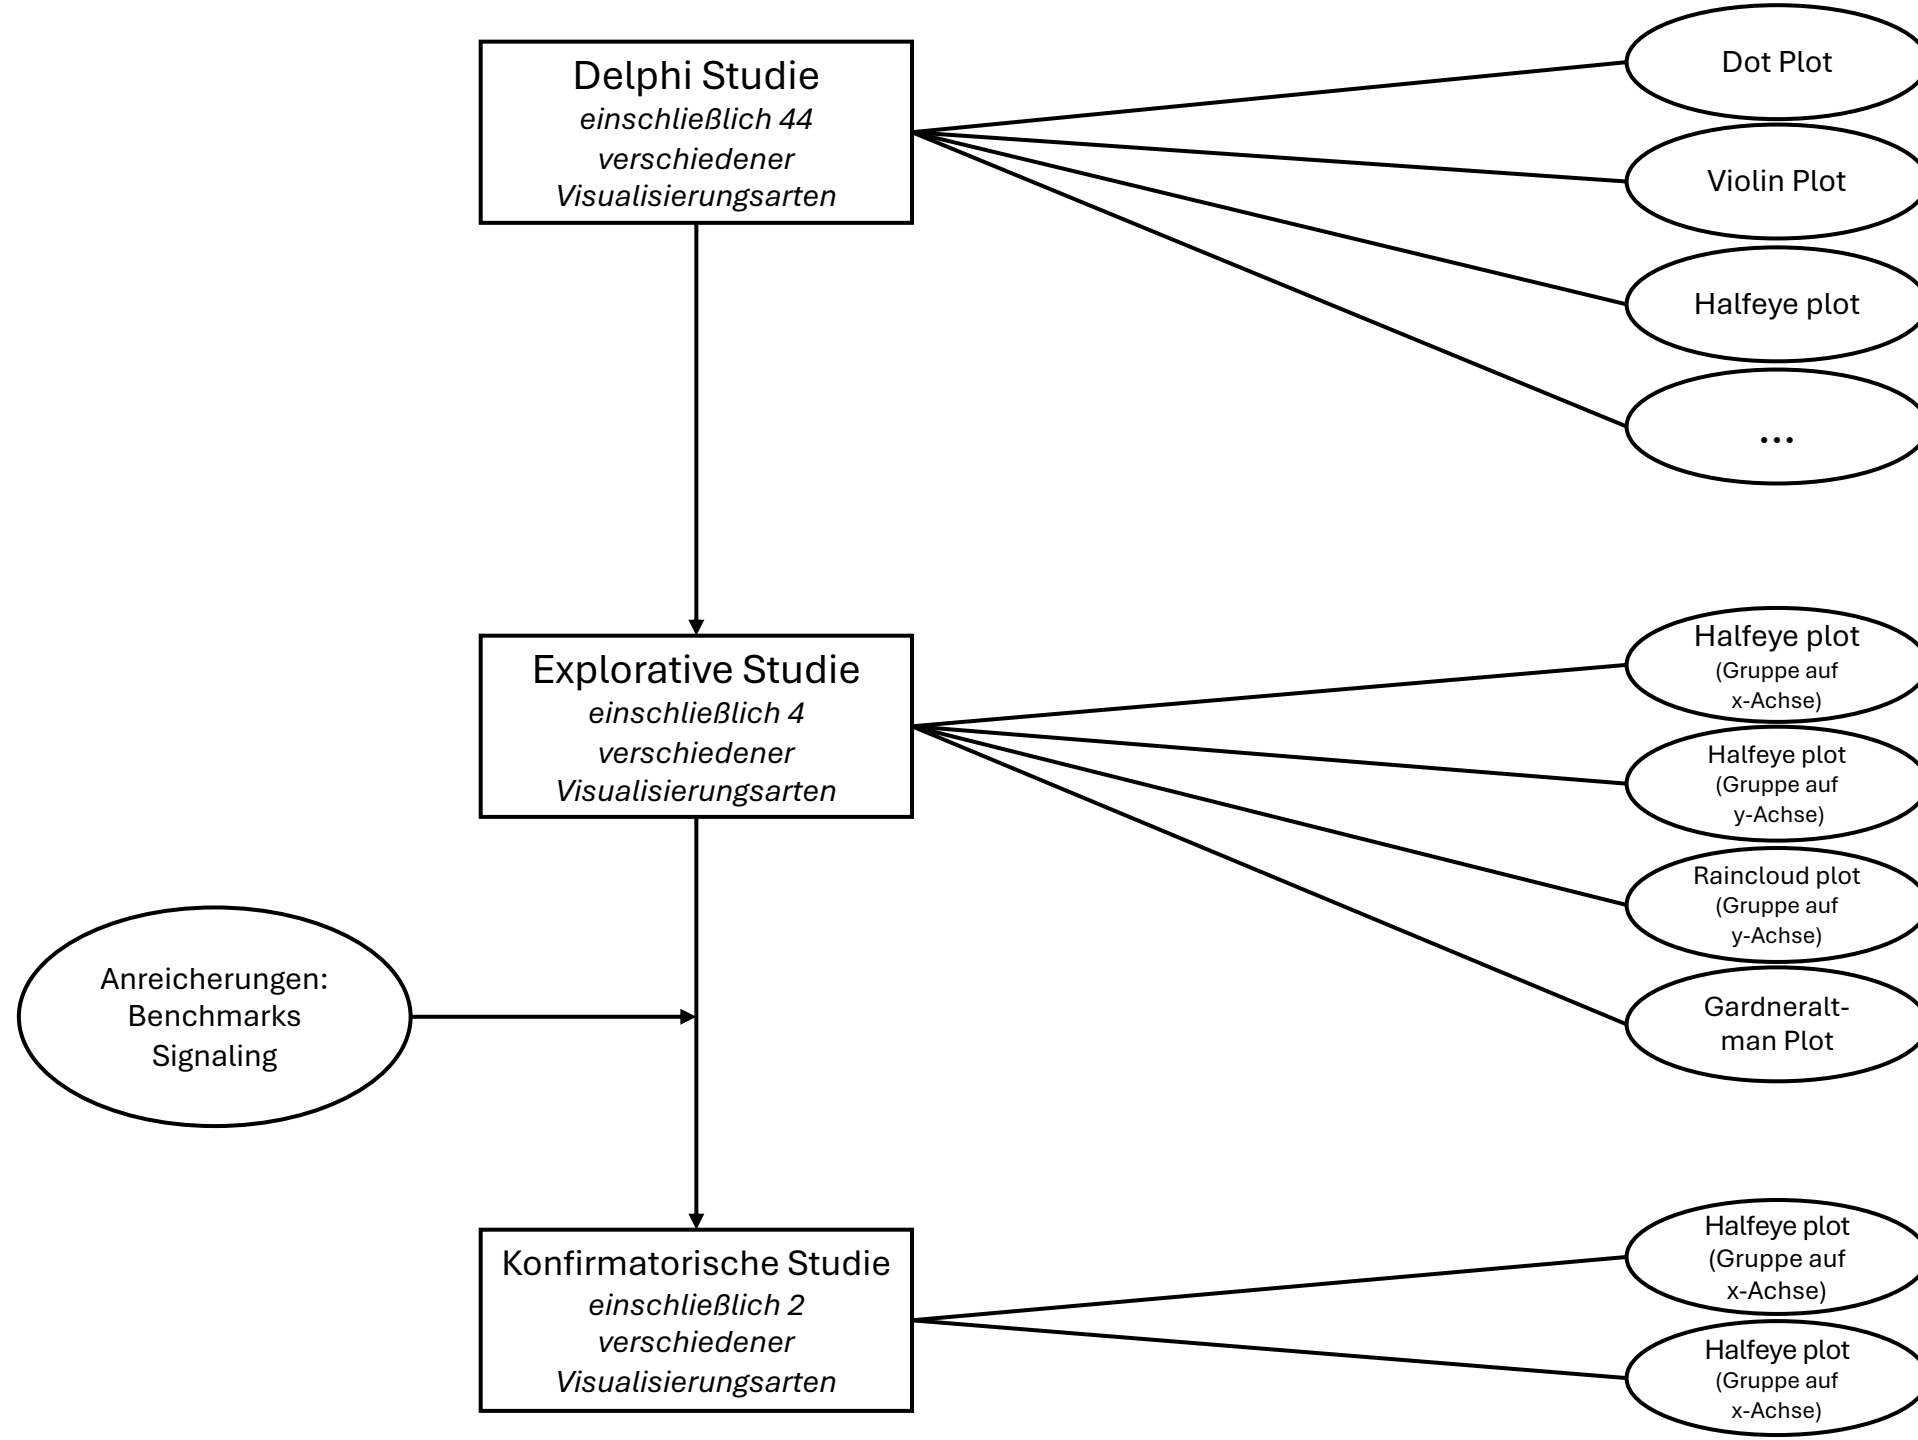 Delphi Studie
einschließlich 44
verschiedener
Visualisierungsarten
Dot Plot
Violin Plot
Halfeye plot
...
Explorative Studie
einschließlich 4
verschiedener
Visualisierungsarten
Halfeye plot
(Gruppe auf
x-Achse)
Halfeye plot
(Gruppe auf
y-Achse)
Raincloud plot
(Gruppe auf
y-Achse)
Gardneralt-
man Plot
Anreicherungen:
Benchmarks
Signaling
Konfirmatorische Studie
einschließlich 2
verschiedener
Visualisierungsarten
Halfeye plot
(Gruppe auf
x-Achse)
Halfeye plot
(Gruppe auf
x-Achse)